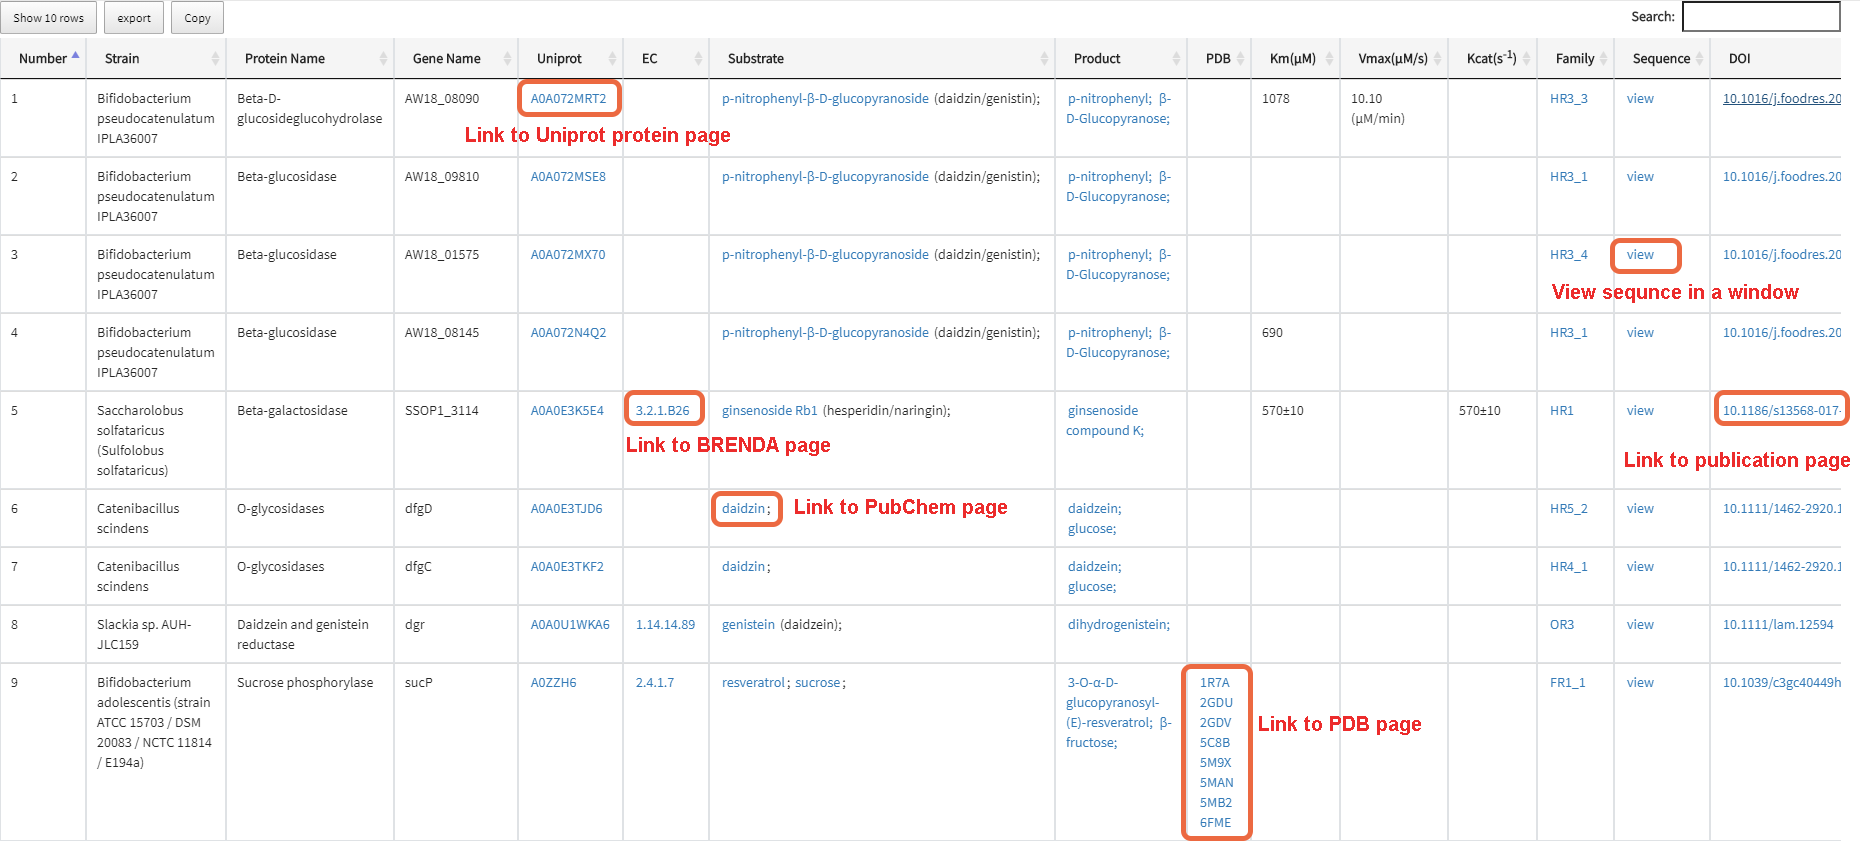 Show 10 rows export Copy Search:
Number Strain Protein Name Gene Name Uniprot EC Substrate Product PDB Km(μM) Vmax(μM/s) Kcat(s-1) Family Sequence DOI
1 Bifidobacterium Beta-D- AW18_08090 A0A072MRT2 p-nitrophenyl-β-D-glucopyranoside (daidzin/genistin); p-nitrophenyl; β- 1078 10.10 HR3_3 view 10.1016/j.foodres.20
pseudocatenulatum glucosideglucohydrolase D-Glucopyranose; (μM/min)
Link to Uniprot protein page
IPLA36007
2 Bifidobacterium Beta-glucosidase AW18_09810 A0A072MSE8 p-nitrophenyl-β-D-glucopyranoside (daidzin/genistin); p-nitrophenyl; β- HR3_1 view 10.1016/j.foodres.20
pseudocatenulatum D-Glucopyranose;
IPLA36007
3 Bifidobacterium Beta-glucosidase AW18_01575 A0A072MX70 p-nitrophenyl-β-D-glucopyranoside (daidzin/genistin); p-nitrophenyl; β- HR3_4 view 10.1016/j.foodres.20
pseudocatenulatum D-Glucopyranose;
IPLA36007 View sequnce in a window
4 Bifidobacterium Beta-glucosidase AW18_08145 A0A072N4Q2 p-nitrophenyl-β-D-glucopyranoside (daidzin/genistin); p-nitrophenyl; β- 690 HR3_1 view 10.1016/j.foodres.20
pseudocatenulatum D-Glucopyranose;
IPLA36007
5 Saccharolobus Beta-galactosidase SSOP1_3114 A0A0E3K5E4 3.2.1.B26 ginsenoside Rb1 (hesperidin/naringin); ginsenoside 570±10 570±10 HR1 view 10.1186/s13568-017-
solfataricus compound K;
(Sulfolobus Link to BRENDA page Link to publication page
solfataricus)
6 Catenibacillus O-glycosidases dfgD A0A0E3TJD6 daidzin; Link to PubChem page daidzein; HR5_2 view 10.1111/1462-2920.1
scindens glucose;
7 Catenibacillus O-glycosidases dfgC A0A0E3TKF2 daidzin; daidzein; HR4_1 view 10.1111/1462-2920.1
scindens glucose;
8 Slackia sp. AUH- Daidzein and genistein dgr A0A0U1WKA6 1.14.14.89 genistein (daidzein); dihydrogenistein; OR3 view 10.1111/lam.12594
JLC159 reductase
9 Bifidobacterium Sucrose phosphorylase sucP A0ZZH6 2.4.1.7 resveratrol; sucrose; 3-O-α-D- 1R7A FR1_1 view 10.1039/c3gc40449h
adolescentis (strain glucopyranosyl- 2GDU
ATCC 15703 / DSM (E)-resveratrol; β- 2GDV Link to PDB page
20083 / NCTC 11814 fructose; 5C8B
/ E194a) 5M9X
5MAN
5MB2
6FME